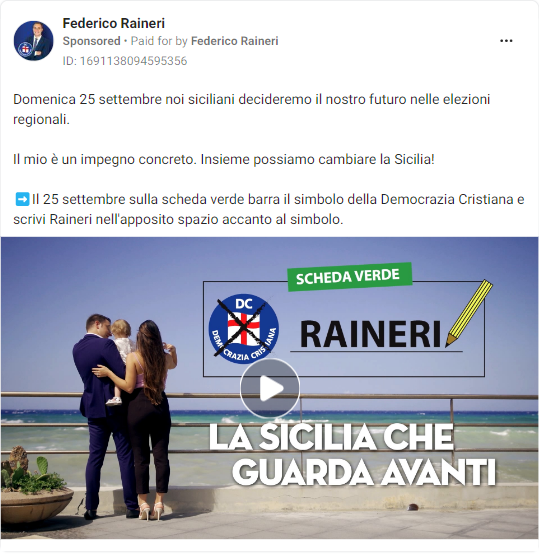 Federico Raineri
Sponsored • Paid for by Federico Raineri
ID: 1691138094595356
Domenica 25 settembre noi siciliani decideremo il nostro futuro nelle elezioni
regionali.
Il mio è un impegno concreto. Insieme possiamo cambiare la Sicilia!
➡️Il 25 settembre sulla scheda verde barra il simbolo della Democrazia Cristiana e
scrivi Raineri nell'apposito spazio accanto al simbolo.
SCHEDA VERDE
DC
DEMOCRAZIA CRISTIANA
RAINERI
LA SICILIA CHE
GUARDA AVANTI